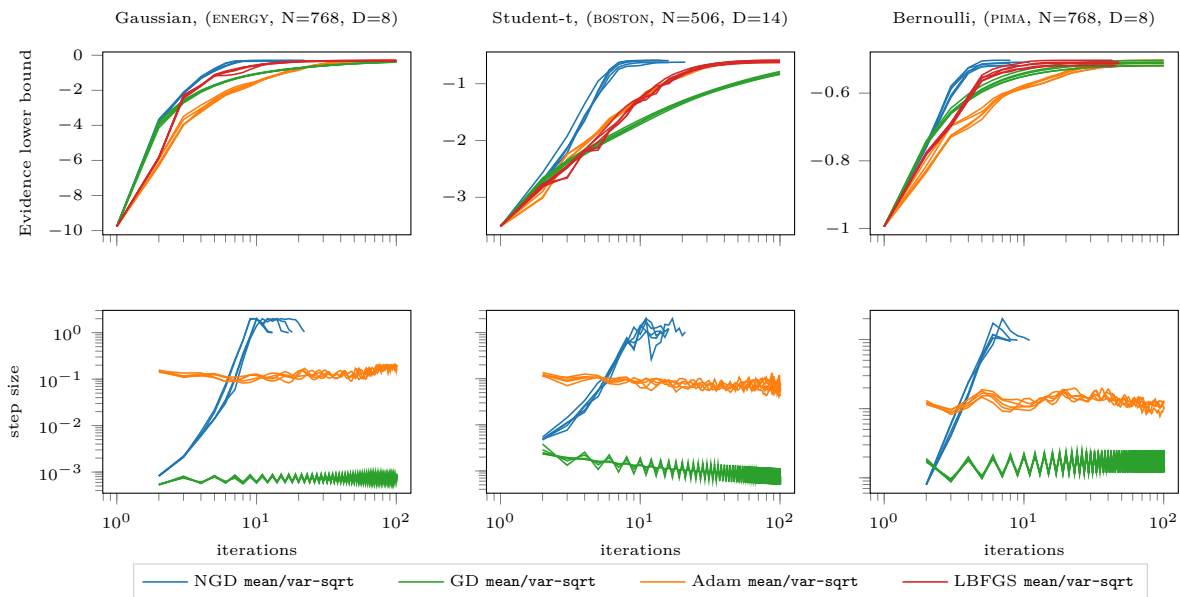 Gaussian, (ENERGY, N=768, D=8)
Student-t, (BOSTON, N=506, D=14)
Bernoulli, (PIMA, N=768, D=8)
Evidence lower bound
0
−2
−4
−6
−8
−10
−1
−2
−3
−0.6
−0.8
−1
step size
10^0
10^−1
10^−2
10^−3
10^0
10^1
10^2
10^0
10^1
10^2
10^0
10^1
10^2
iterations
iterations
iterations
NGD mean/var-sqrt
GD mean/var-sqrt
Adam mean/var-sqrt
LBFGS mean/var-sqrt